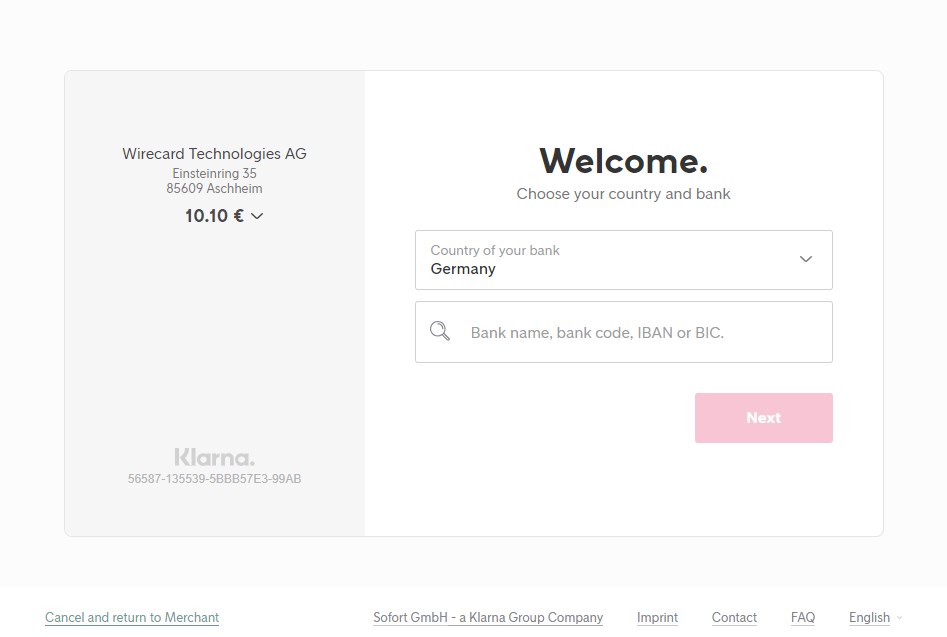 Wirecard Technologies AG
Einsteinring 35
85609 Aschheim
10.10 €
Klarna.
56587-135539-5BBB57E3-99AB
Welcome.
Choose your country and bank
Country of your bank
Germany
Bank name, bank code, IBAN or BIC.
Next
Cancel and return to Merchant
Sofort GmbH - a Klarna Group Company
Imprint
Contact
FAQ
English